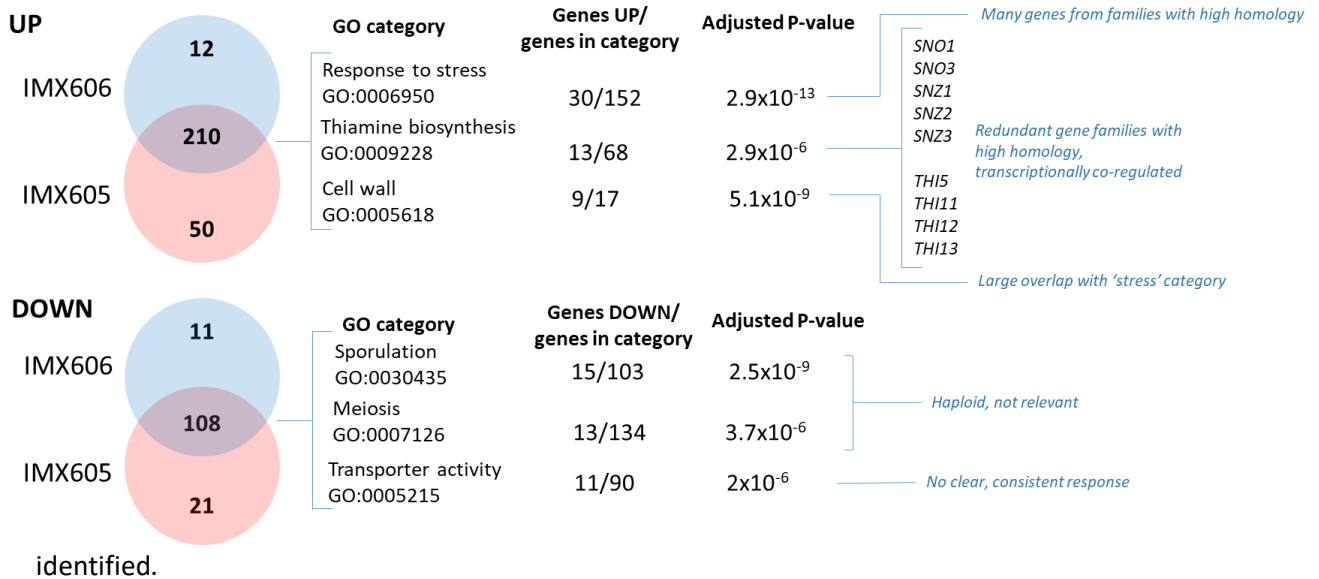 UP
IMX606
IMX605
12
210
50
GO category
Genes UP/
genes in category
Adjusted P-value
Response to stress
GO:0006950
30/152
2.9x10⁻¹³
Thiamine biosynthesis
GO:0009228
13/68
2.9x10⁻⁶
Cell wall
GO:0005618
9/17
5.1x10⁻⁹
Many genes from families with high homology
SNO1
SNO3
SNZ1
SNZ2
SNZ3
THI5
THI11
THI12
THI13
Redundant gene families with
high homology,
transcriptionally co-regulated
Large overlap with ‘stress’ category
DOWN
IMX606
IMX605
11
108
21
GO category
Genes DOWN/
genes in category
Adjusted P-value
Sporulation
GO:0030435
15/103
2.5x10⁻⁹
Meiosis
GO:0007126
13/134
3.7x10⁻⁶
Transporter activity
GO:0005215
11/90
2x10⁻⁶
Haploid, not relevant
No clear, consistent response
identified.